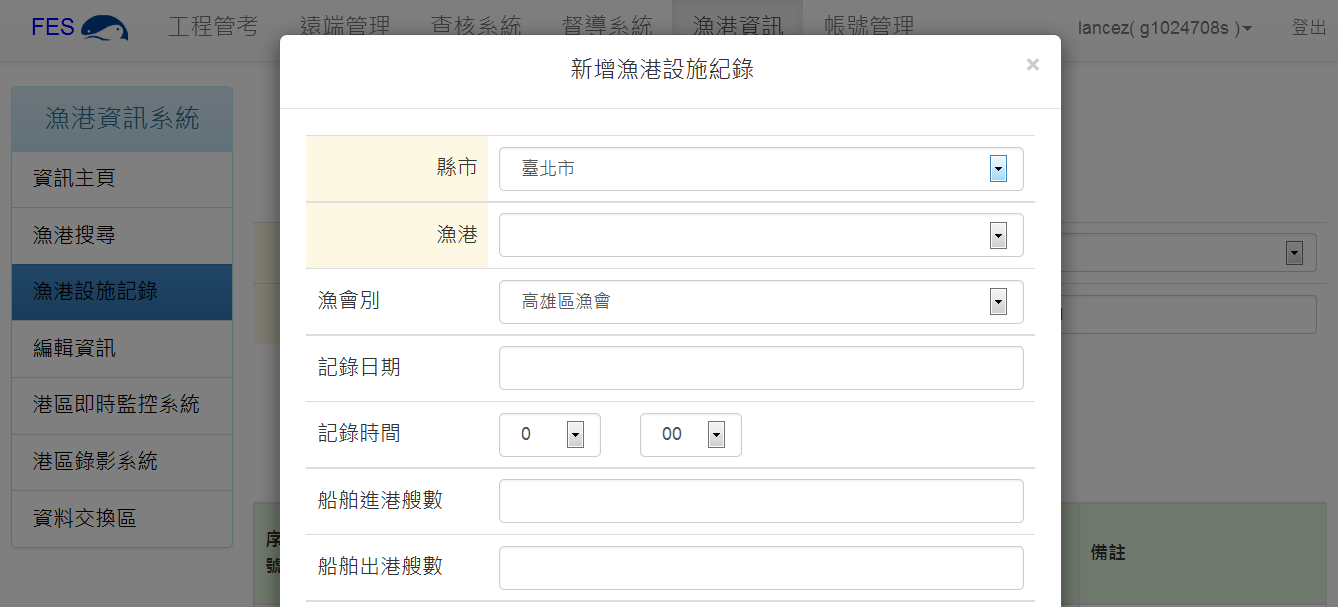 FES 工程管考 遠端管理 查核系統 督導系統 漁港資訊 帳號管理 lancez( g1024708s ) 登出
新增漁港設施紀錄 ×
漁港資訊系統
資訊主頁
漁港搜尋
漁港設施記錄
編輯資訊
港區即時監控系統
港區錄影系統
資料交換區
縣市 臺北市
漁港
漁會別 高雄區漁會
記錄日期
記錄時間 0 00
船舶進港艘數
船舶出港艘數
序
號
備註